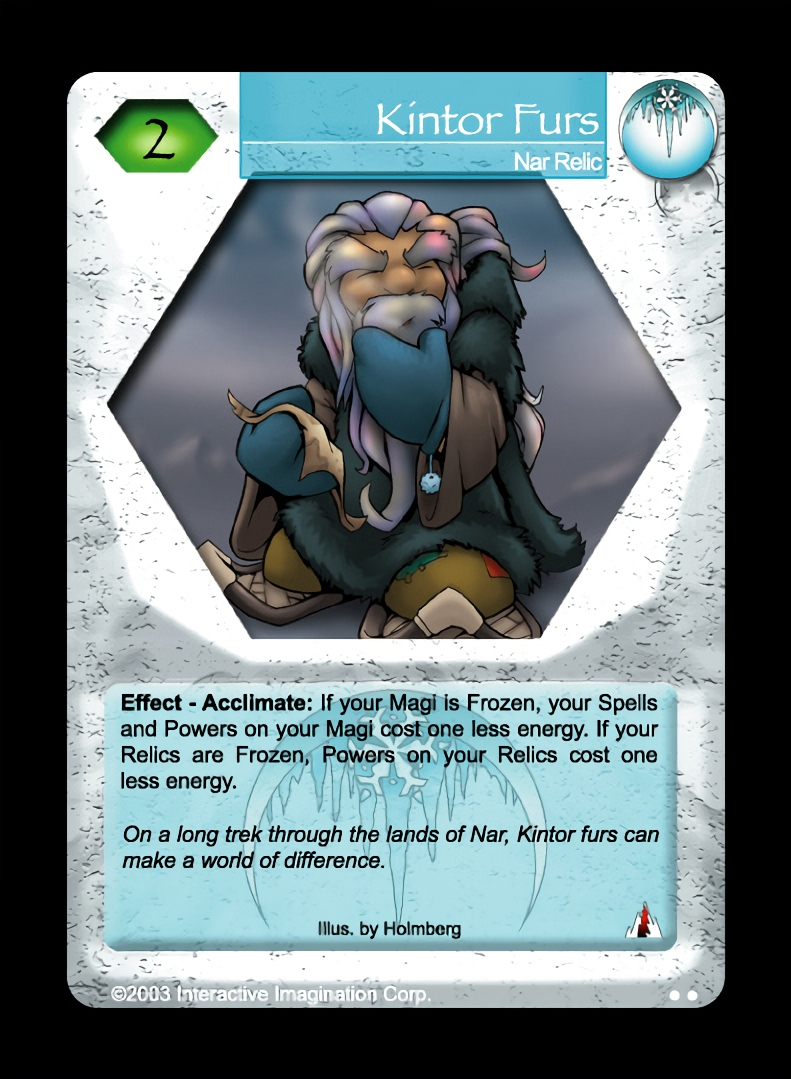 2
Kintor Furs
Nar Relic
Effect - Acclimate: If your Magi is Frozen, your Spells
and Powers on your Magi cost one less energy. If your
Relics are Frozen, Powers on your Relics cost one
less energy.
On a long trek through the lands of Nar, Kintor furs can
make a world of difference.
Illus. by Holmberg
©2003 Interactive Imagination Corp.